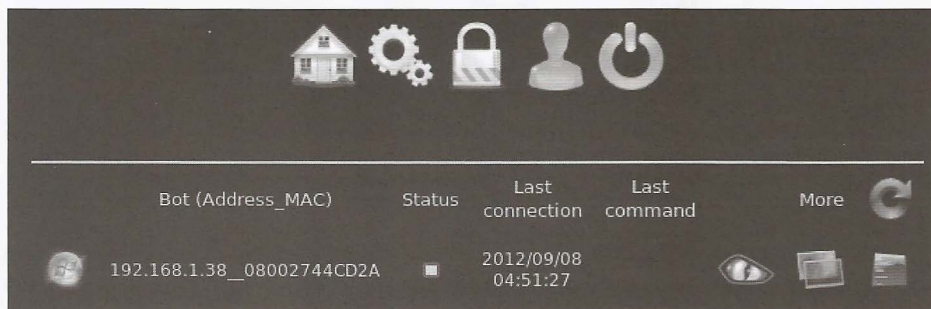 Bot (Address_MAC) Status Last connection Last command More
192.168.1.38__08002744CD2A 2012/09/08 04:51:27